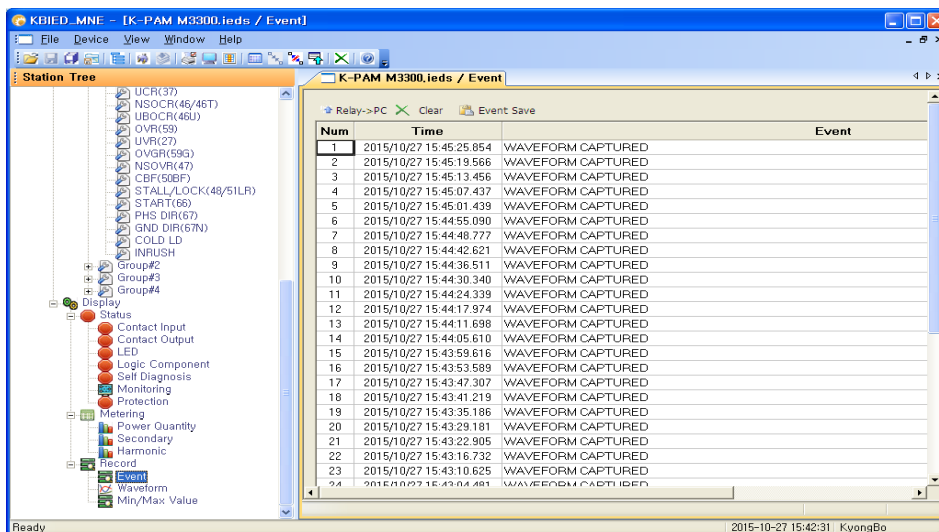 KBIED_MNE - [K-PAM M3300.ieds / Event]
File Device View Window Help
Station Tree
UCR(37)
NSOCR(46/46T)
UBOCR(46U)
OVR(59)
UVR(27)
OVGR(59G)
NSOVR(47)
CBF(50BF)
STALL/LOCK(48/51LR)
START(66)
PHS DIR(67)
GND DIR(67N)
COLD LD
INRUSH
Group#2
Group#3
Group#4
Display
Status
Contact Input
Contact Output
LED
Logic Component
Self Diagnosis
Monitoring
Protection
Metering
Power Quantity
Secondary
Harmonic
Record
Event
Waveform
Min/Max Value
K-PAM M3300.ieds / Event
Relay->PC Clear Event Save
Num Time Event
1 2015/10/27 15:45:25.854 WAVEFORM CAPTURED
2 2015/10/27 15:45:19.566 WAVEFORM CAPTURED
3 2015/10/27 15:45:13.456 WAVEFORM CAPTURED
4 2015/10/27 15:45:07.437 WAVEFORM CAPTURED
5 2015/10/27 15:45:01.439 WAVEFORM CAPTURED
6 2015/10/27 15:44:55.090 WAVEFORM CAPTURED
7 2015/10/27 15:44:48.777 WAVEFORM CAPTURED
8 2015/10/27 15:44:42.621 WAVEFORM CAPTURED
9 2015/10/27 15:44:36.511 WAVEFORM CAPTURED
10 2015/10/27 15:44:30.340 WAVEFORM CAPTURED
11 2015/10/27 15:44:24.339 WAVEFORM CAPTURED
12 2015/10/27 15:44:17.974 WAVEFORM CAPTURED
13 2015/10/27 15:44:11.698 WAVEFORM CAPTURED
14 2015/10/27 15:44:05.610 WAVEFORM CAPTURED
15 2015/10/27 15:43:59.616 WAVEFORM CAPTURED
16 2015/10/27 15:43:53.589 WAVEFORM CAPTURED
17 2015/10/27 15:43:47.307 WAVEFORM CAPTURED
18 2015/10/27 15:43:41.219 WAVEFORM CAPTURED
19 2015/10/27 15:43:35.186 WAVEFORM CAPTURED
20 2015/10/27 15:43:29.181 WAVEFORM CAPTURED
21 2015/10/27 15:43:22.905 WAVEFORM CAPTURED
22 2015/10/27 15:43:16.732 WAVEFORM CAPTURED
23 2015/10/27 15:43:10.625 WAVEFORM CAPTURED
24 2015/10/27 15:43:04.481 WAVEFORM CAPTURED
Ready 2015-10-27 15:42:31 KyongBo